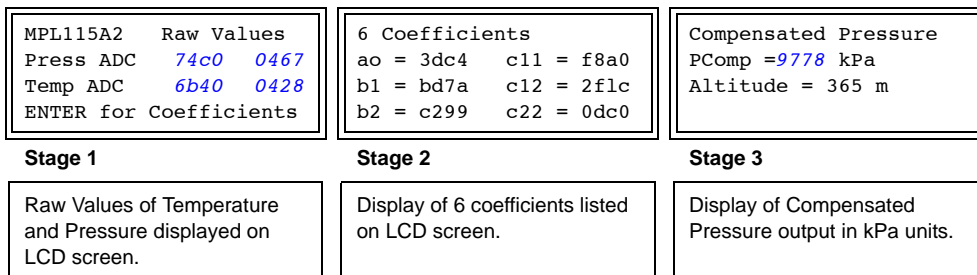 MPL115A2 Raw Values
Press ADC 74c0 0467
Temp ADC 6b40 0428
ENTER for Coefficients
Stage 1
Raw Values of Temperature
and Pressure displayed on
LCD screen.
6 Coefficients
ao = 3dc4 c11 = f8a0
b1 = bd7a c12 = 2flc
b2 = c299 c22 = 0dc0
Stage 2
Display of 6 coefficients listed
on LCD screen.
Compensated Pressure
PComp =9778 kPa
Altitude = 365 m
Stage 3
Display of Compensated
Pressure output in kPa units.